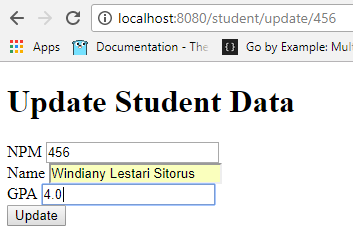 localhost:8080/student/update/456
Apps Documentation - The Go by Example: Mul
Update Student Data
NPM 456
Name Windiany Lestari Sitorus
GPA 4.0
Update